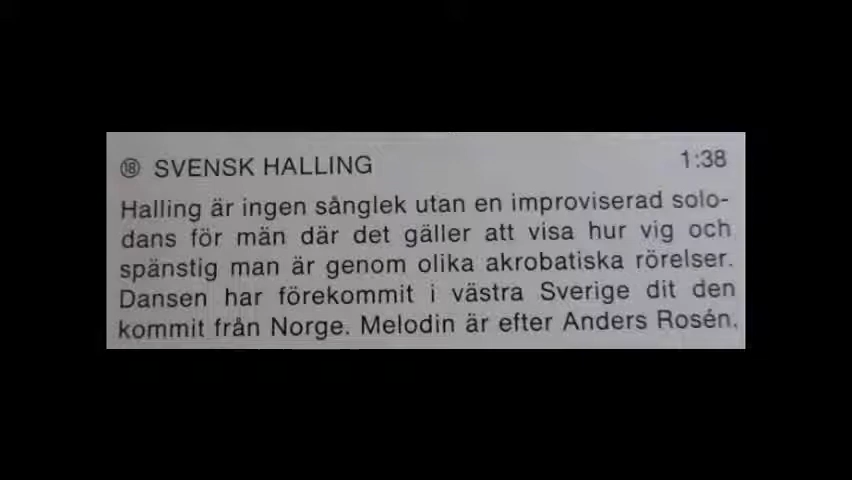 ⑱ SVENSK HALLING 1:38
Halling är ingen sånglek utan en improviserad solo-
dans för män där det gäller att visa hur vig och
spänstig man är genom olika akrobatiska rörelser.
Dansen har förekommit i västra Sverige dit den
kommit från Norge. Melodin är efter Anders Rosén.